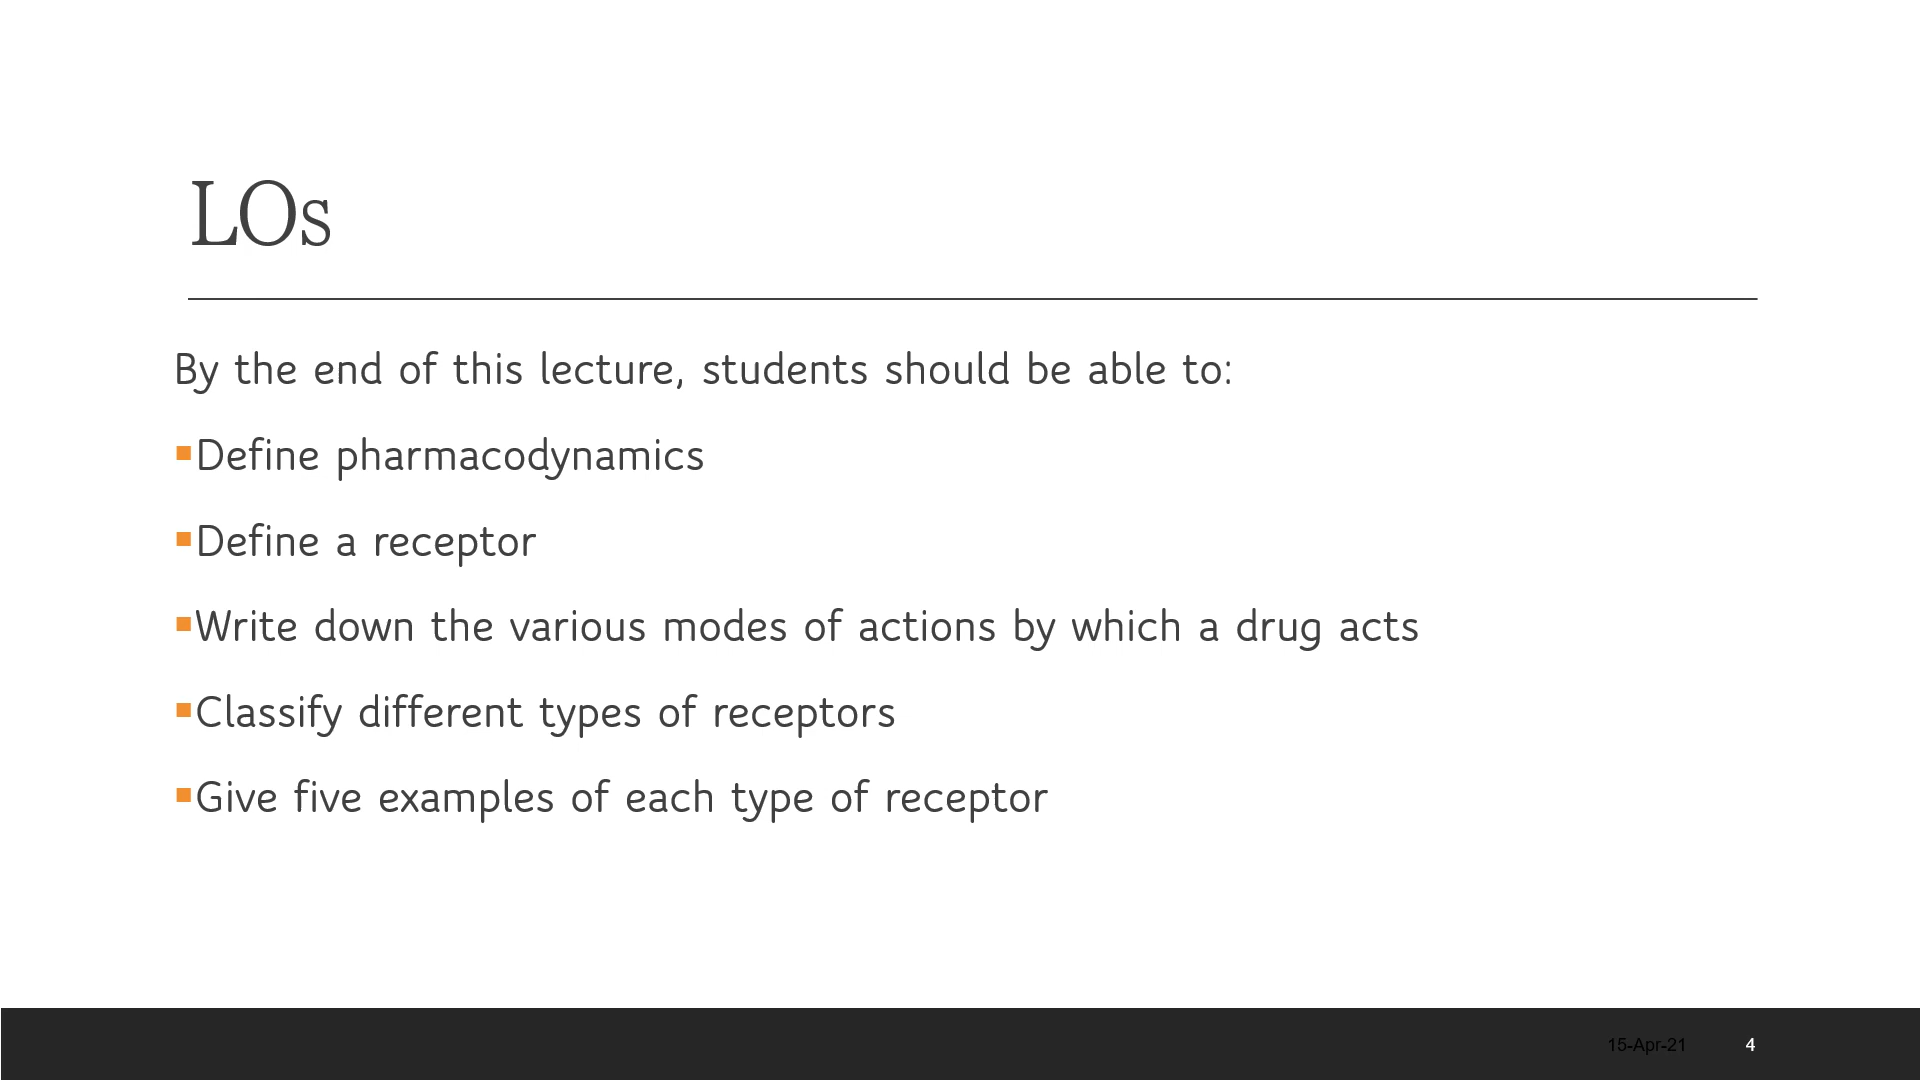 LOs
By the end of this lecture, students should be able to:
▪Define pharmacodynamics
▪Define a receptor
▪Write down the various modes of actions by which a drug acts
▪Classify different types of receptors
▪Give five examples of each type of receptor
15-Apr-21 4